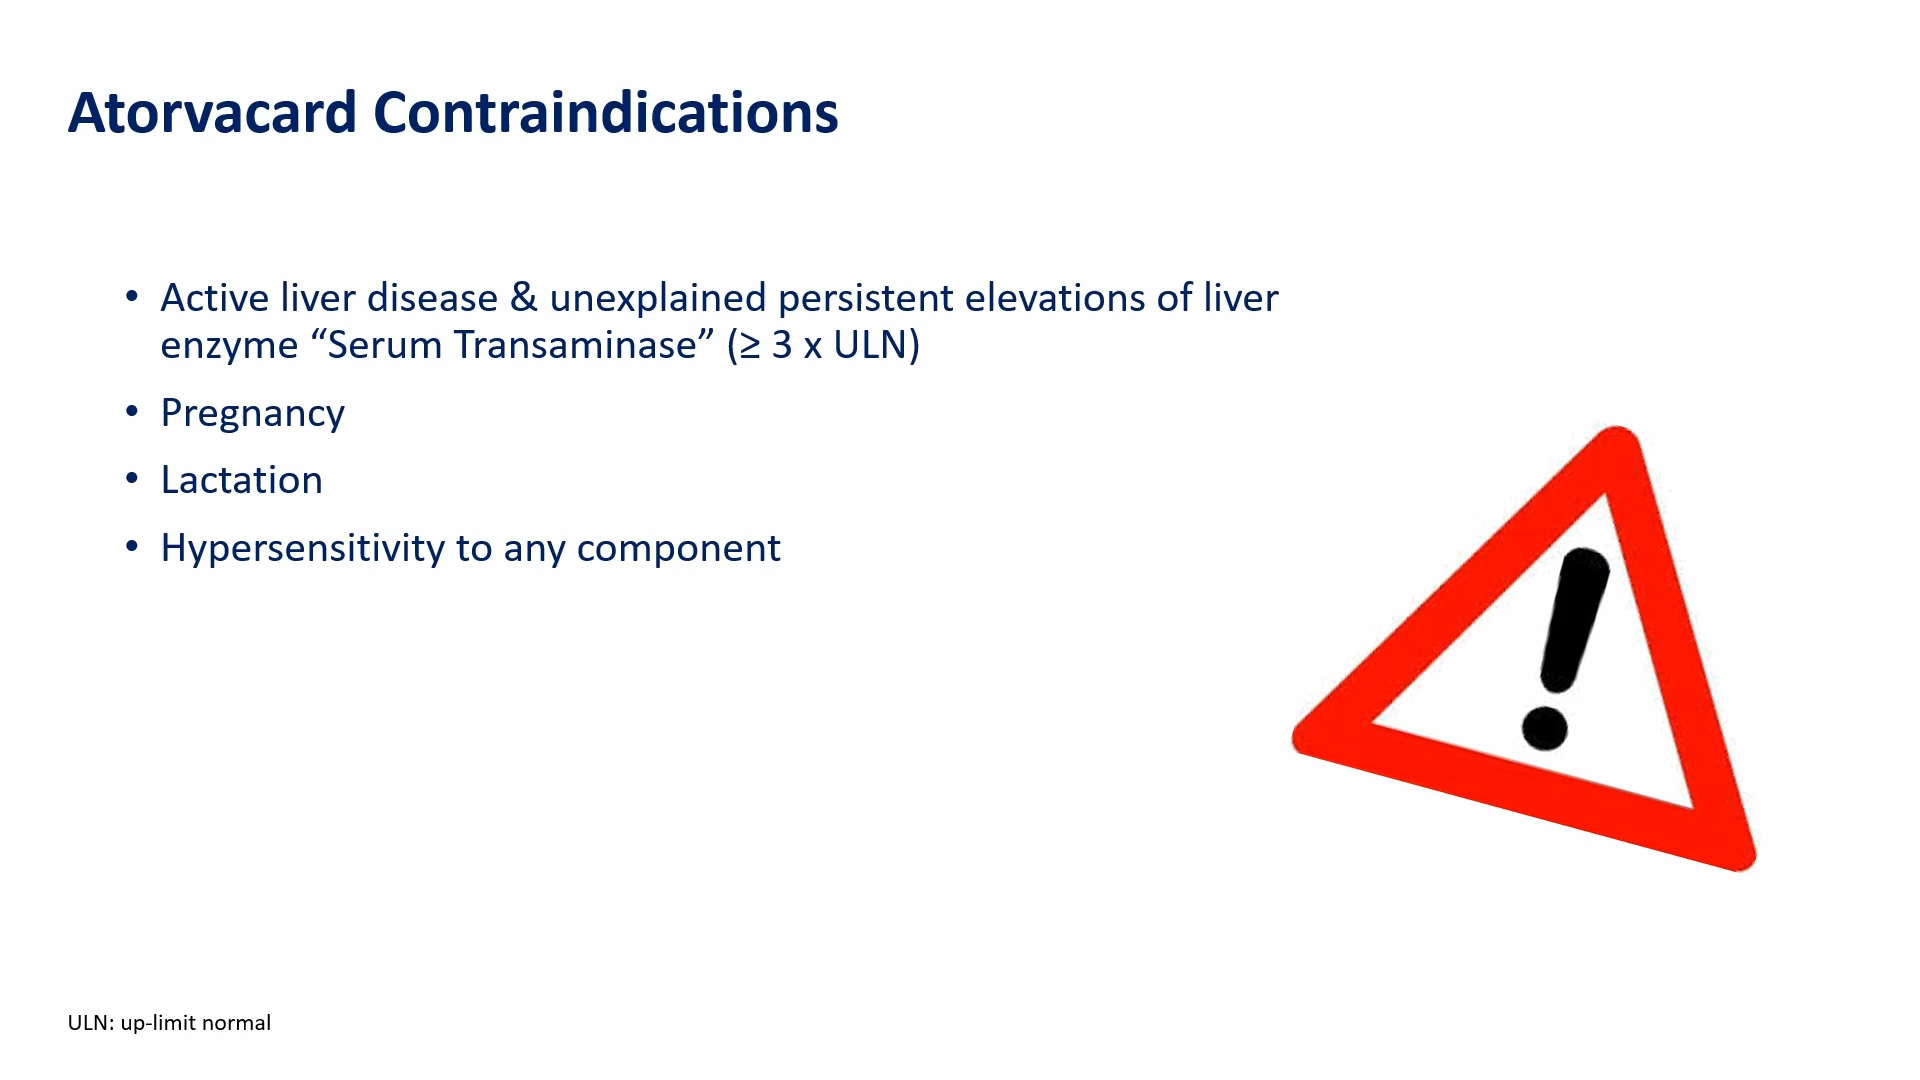 Atorvacard Contraindications
• Active liver disease & unexplained persistent elevations of liver
enzyme “Serum Transaminase” (≥ 3 x ULN)
• Pregnancy
• Lactation
• Hypersensitivity to any component
!
ULN: up-limit normal